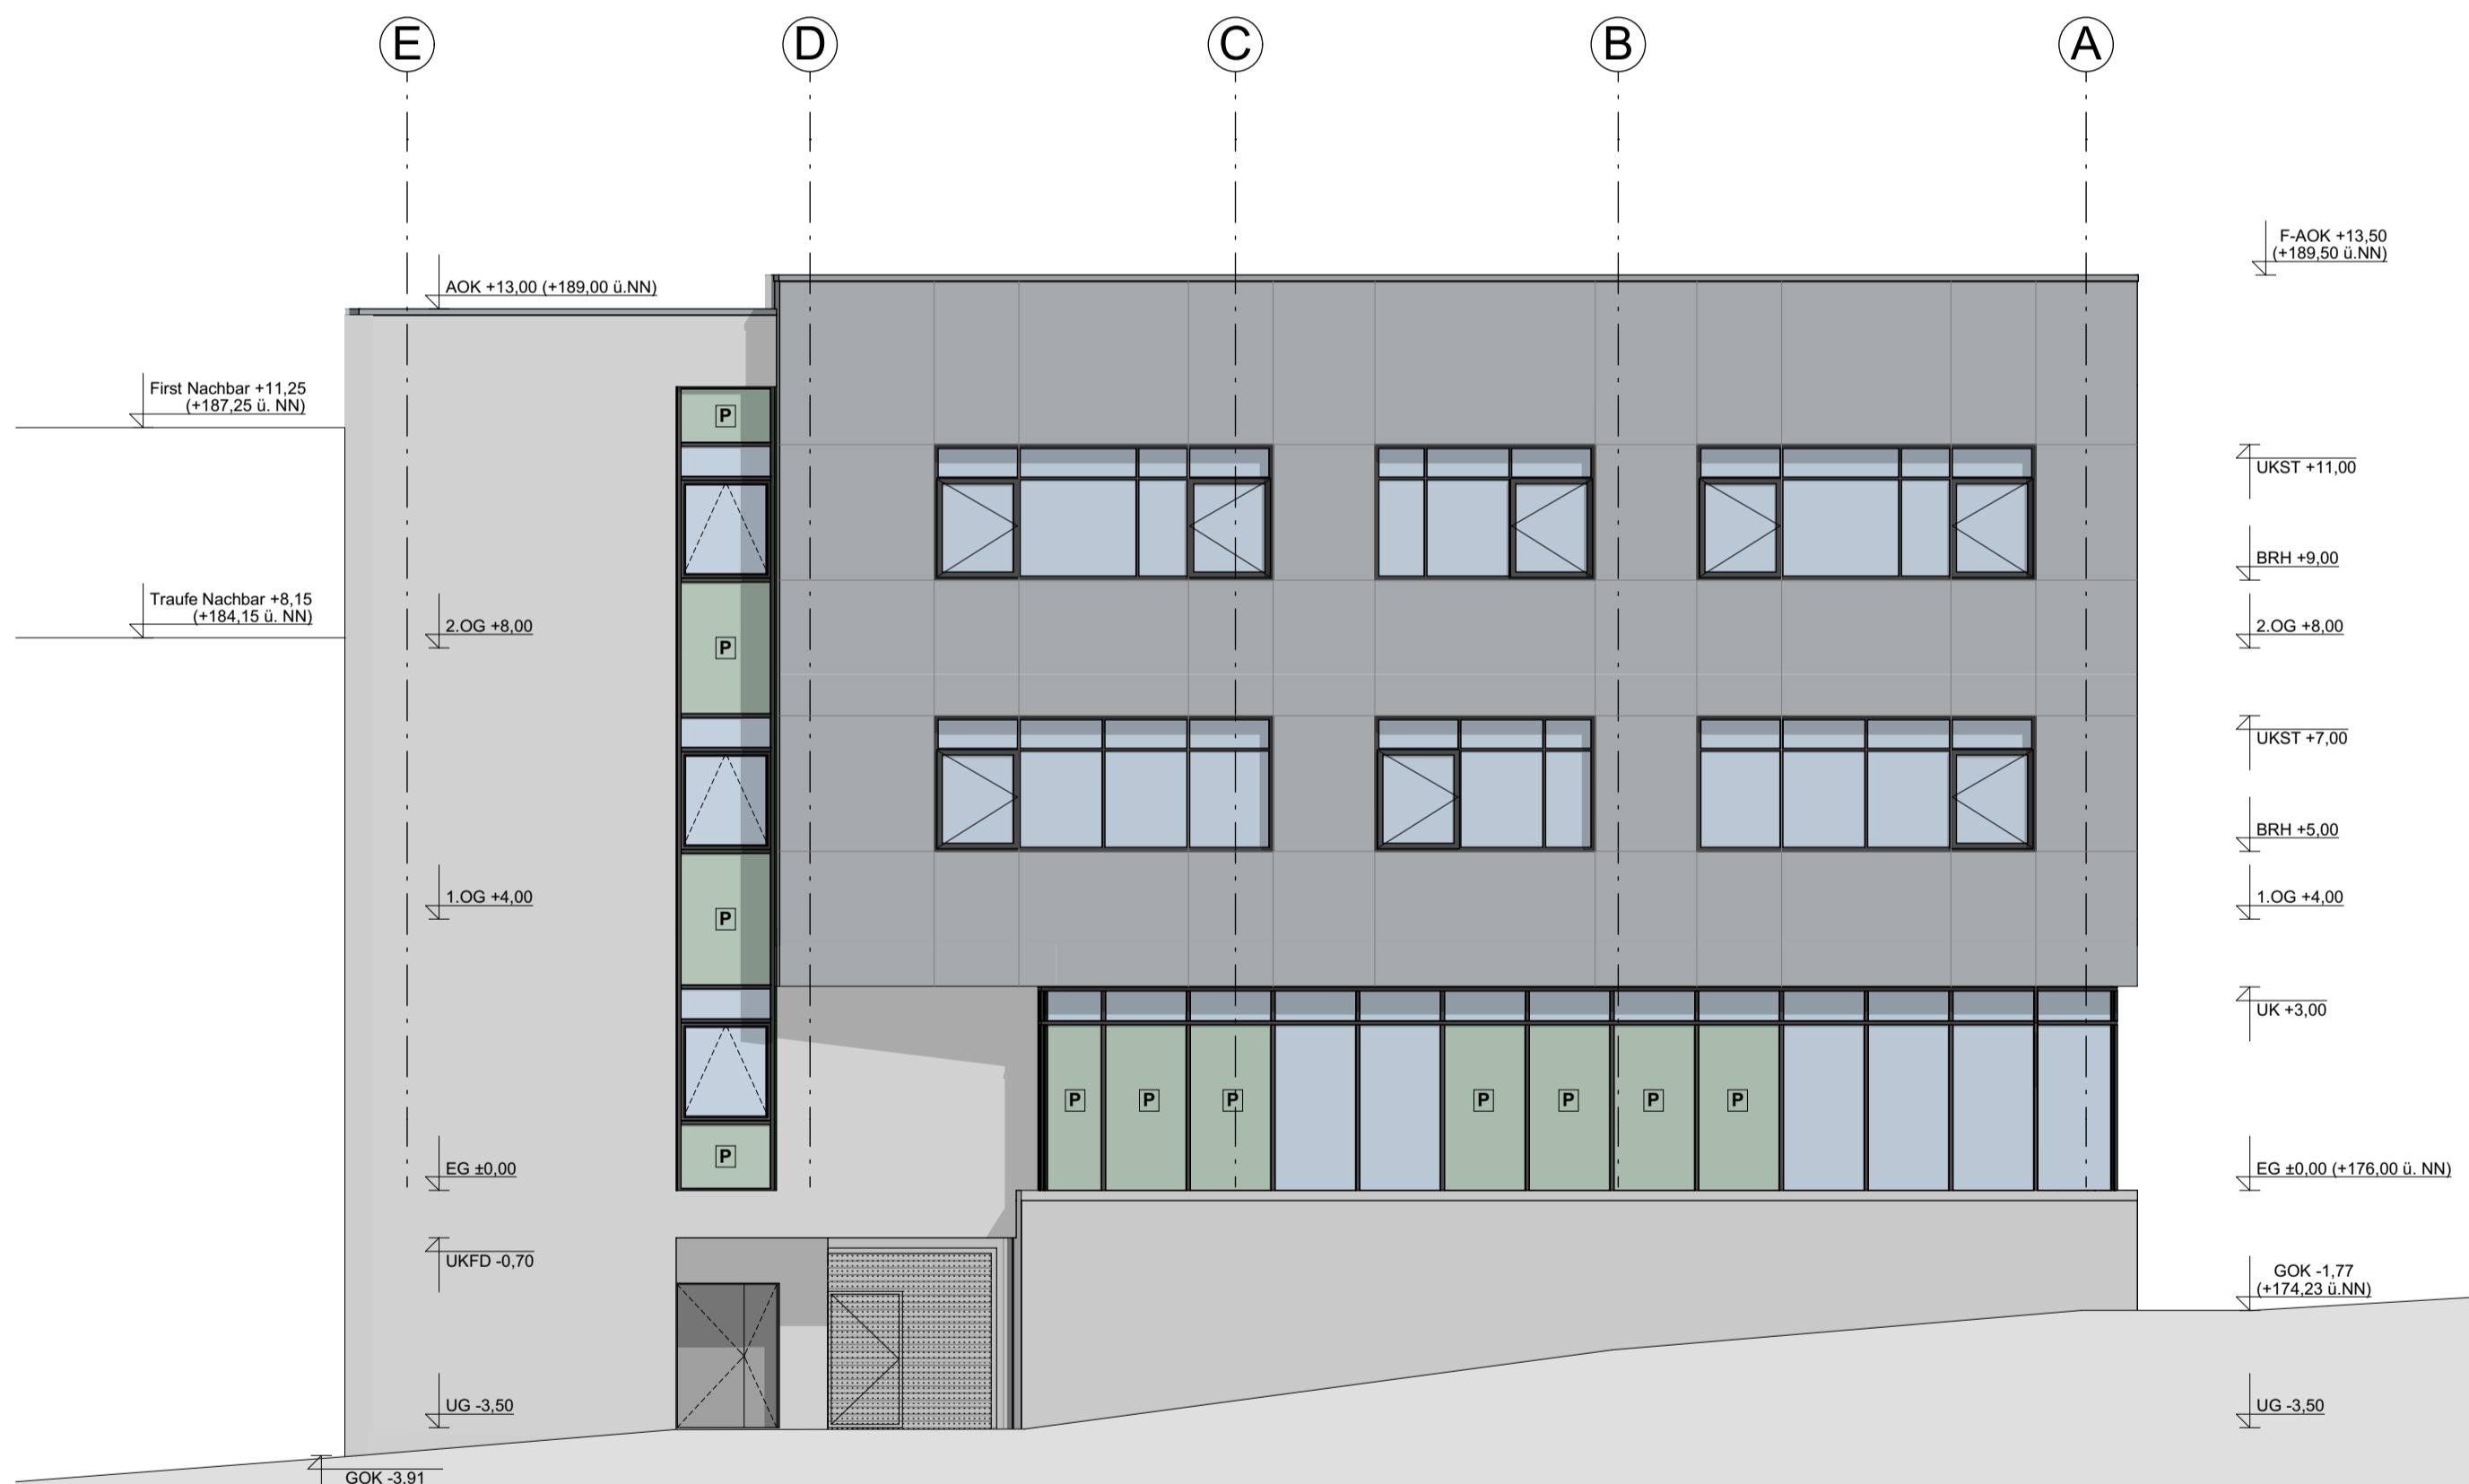 E
D
C
B
A
F-AOK +13,50
(+189,50 ü.NN)
AOK +13,00 (+189,00 ü.NN)
First Nachbar +11,25
(+187,25 ü. NN)
P
UKST +11,00
BRH +9,00
Traufe Nachbar +8,15
(+184,15 ü. NN)
2.OG +8,00
P
2.OG +8,00
UKST +7,00
BRH +5,00
1.OG +4,00
P
1.OG +4,00
UK +3,00
P
P
P
P
P
P
P
EG ±0,00
P
EG ±0,00 (+176,00 ü. NN)
UKFD -0,70
GOK -1,77
(+174,23 ü.NN)
UG -3,50
UG -3,50
GOK -3,91